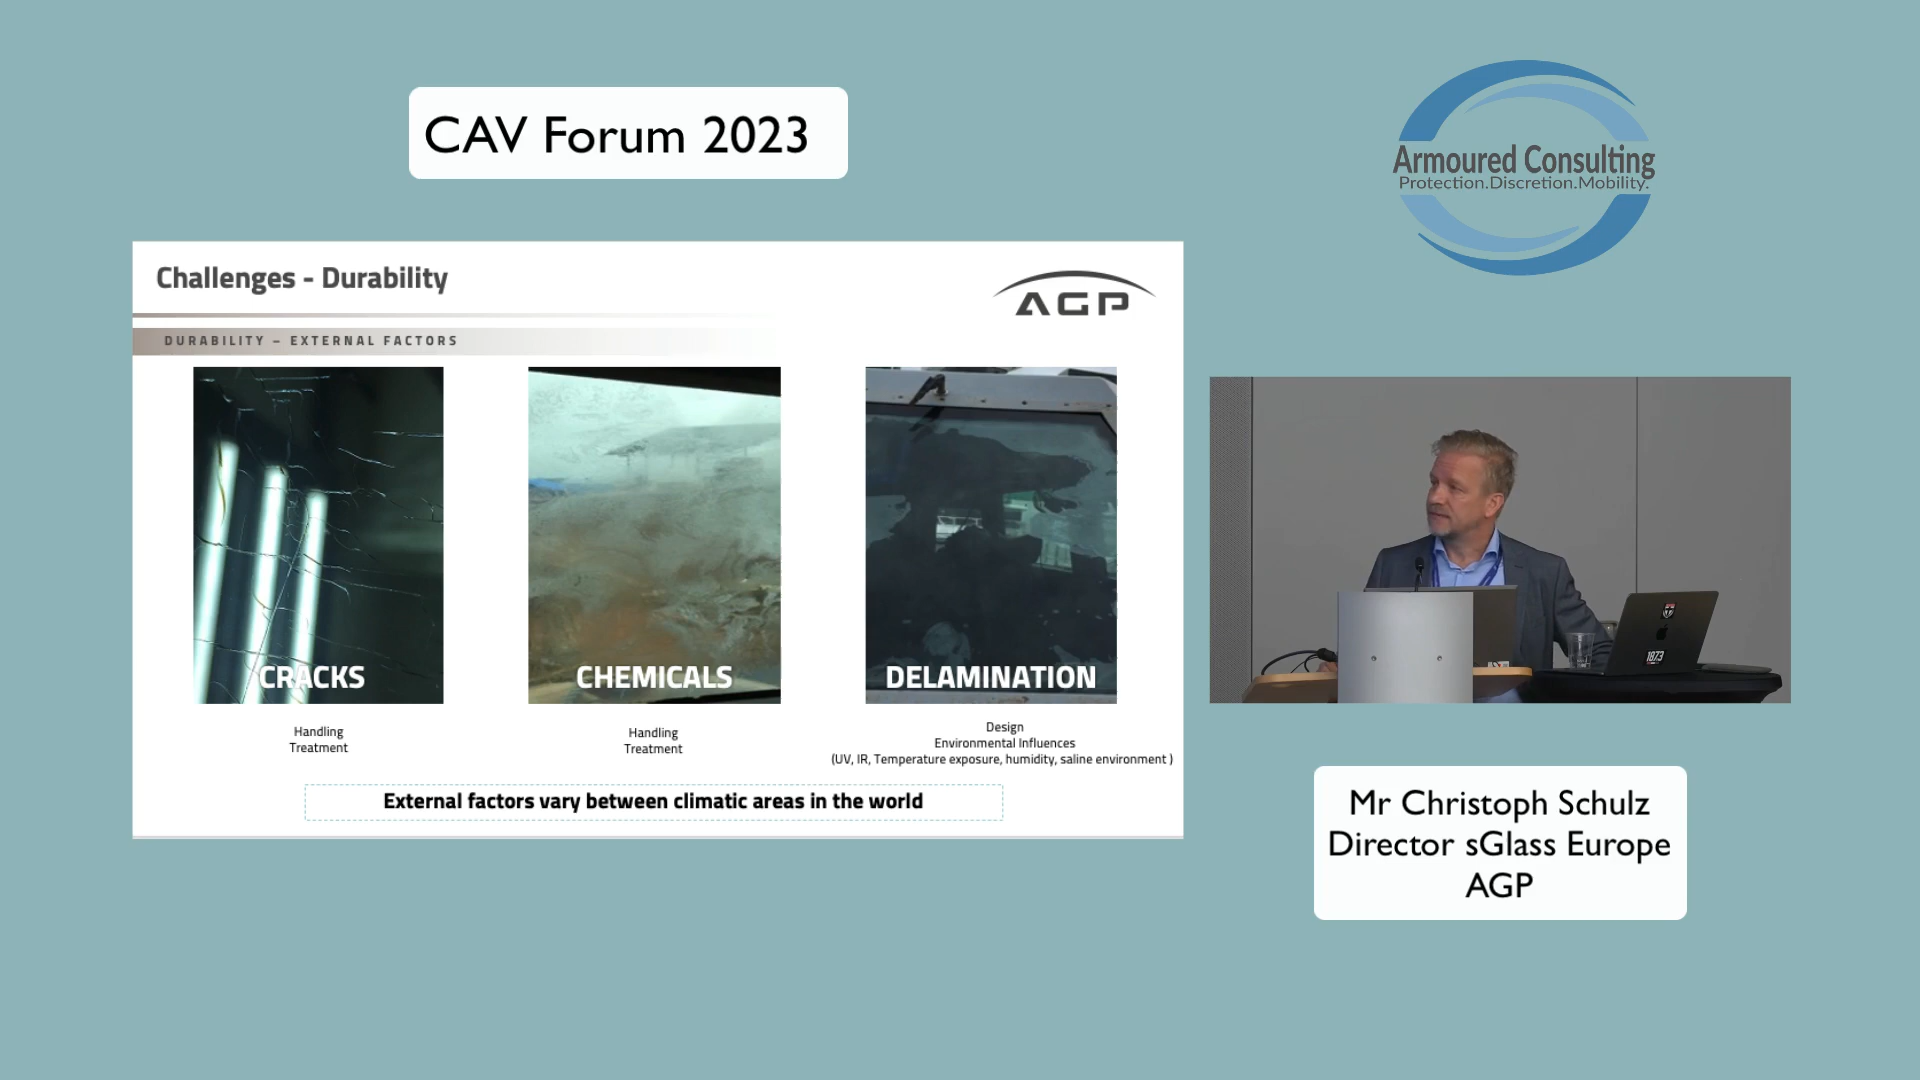 CAV Forum 2023
Armoured Consulting
Protection.Discretion.Mobility.
Challenges - Durability
AGP
DURABILITY – EXTERNAL FACTORS
CRACKS
CHEMICALS
DELAMINATION
Handling
Treatment
Handling
Treatment
Design
Environmental Influences
(UV, IR, Temperature exposure, humidity, saline environment )
External factors vary between climatic areas in the world
1873
Mr Christoph Schulz
Director sGlass Europe
AGP